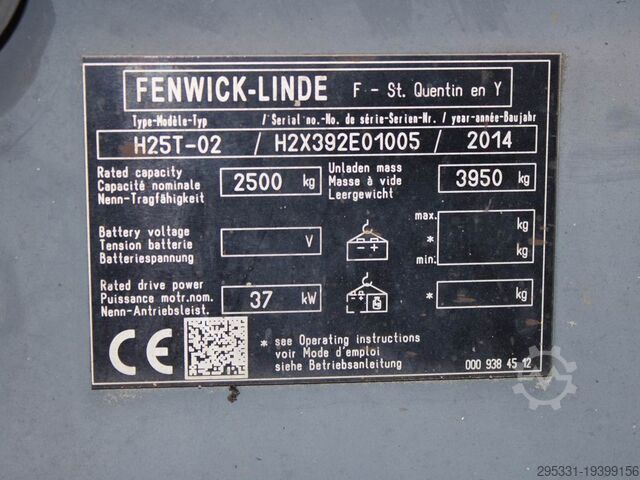 FENWICK-LINDE F - St. Quentin en Y
Type-Modèle-Typ / Serial no.-No. de série-Serien-Nr. / year-année-Baujahr
H25T-02 / H2X392E01005 / 2014
Rated capacity
Capacité nominale 2500 kg
Nenn-Tragfähigkeit
Unladen mass
Masse à vide 3950 kg
Leergewicht
Battery voltage
Tension batterie V
Batteriespannung
max. kg
*
min. kg
Rated drive power
Puissance motr.nom. 37 kW
Nenn-Antriebsleist.
* kg
CE
* see Operating instructions
voir Mode d'emploi
siehe Betriebsanleitung
000 938 45 12
295331-19399156